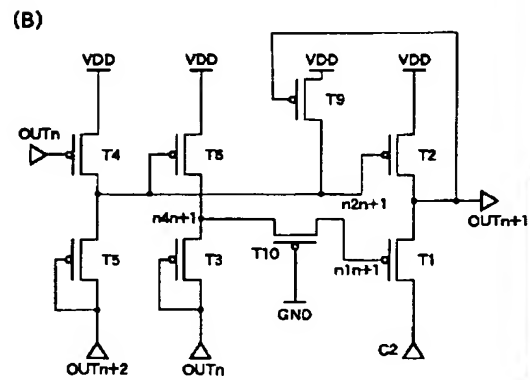 (B)
VDD VDD VDD VDD
T9
OUTn
T4 T6 T2
n2n+1
n4n+1
OUTn+1
T5 T3 T10 n1n+1 T1
GND
C2
OUTn+2 OUTn